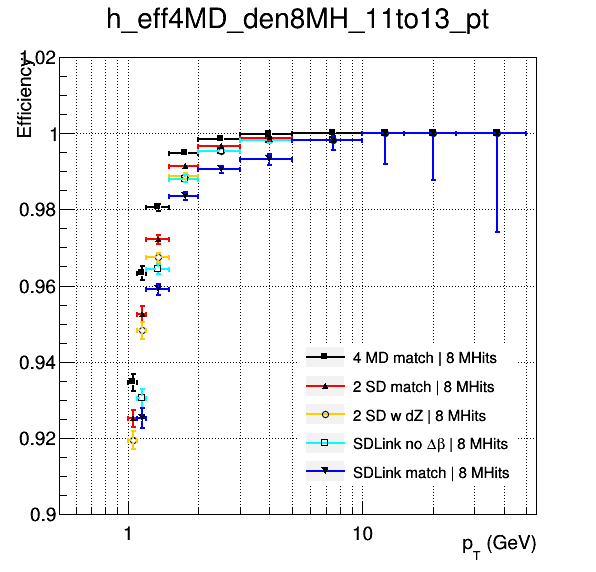 h_eff4MD_den8MH_11to13_pt
Efficiency
1.02
1
0.98
0.96
0.94
0.92
0.9
4 MD match | 8 MHits
2 SD match | 8 MHits
2 SD w dZ | 8 MHits
SDLink no Δβ | 8 MHits
SDLink match | 8 MHits
1
10
p_T (GeV)